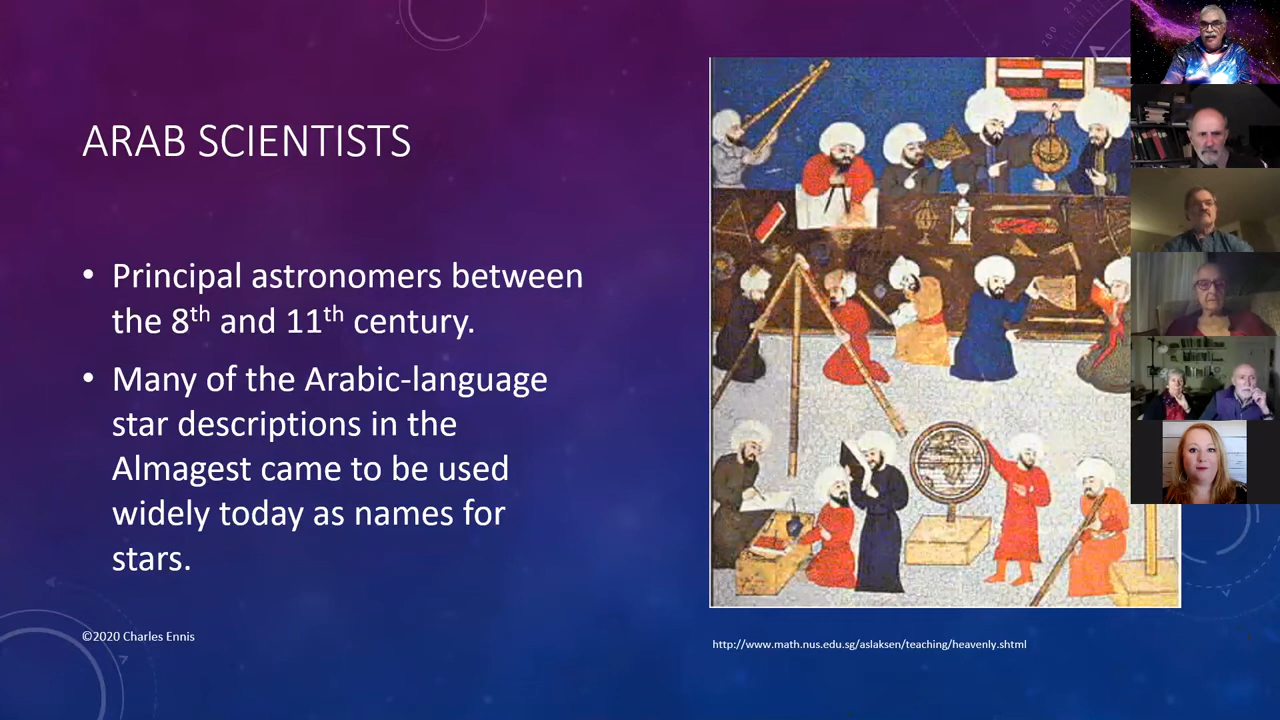 ARAB SCIENTISTS
• Principal astronomers between
the 8th and 11th century.
• Many of the Arabic-language
star descriptions in the
Almagest came to be used
widely today as names for
stars.
©2020 Charles Ennis
http://www.math.nus.edu.sg/aslaksen/teaching/heavenly.shtml